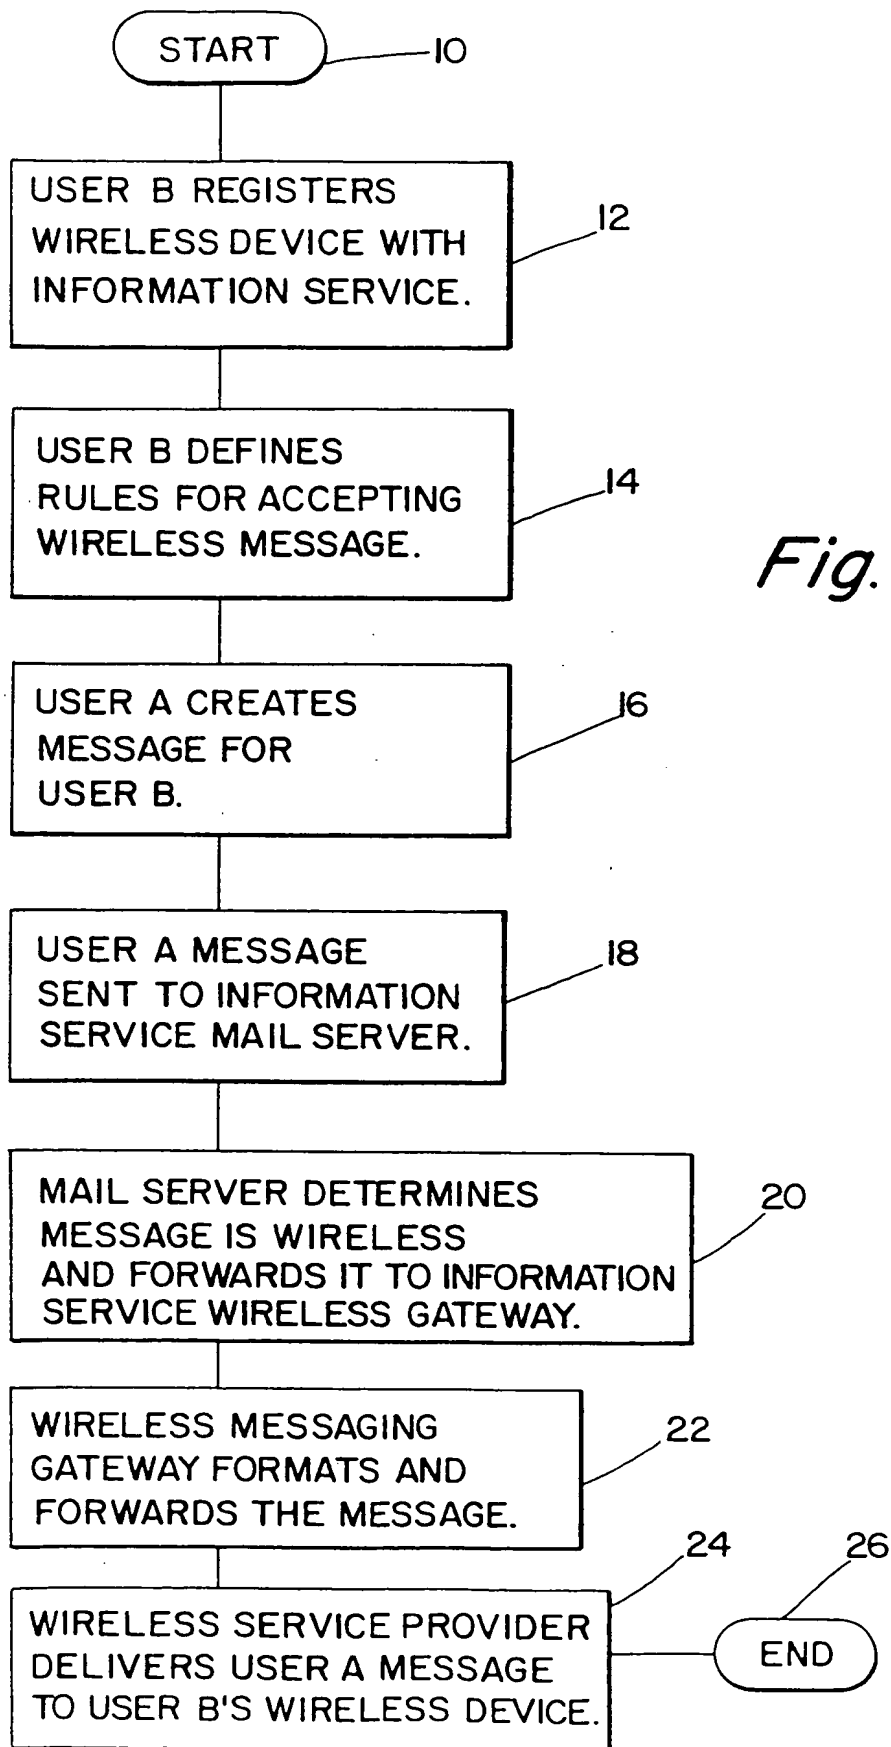 START
10
USER B REGISTERS
WIRELESS DEVICE WITH
INFORMATION SERVICE.
12
USER B DEFINES
RULES FOR ACCEPTING
WIRELESS MESSAGE.
14
Fig.
USER A CREATES
MESSAGE FOR
USER B.
16
USER A MESSAGE
SENT TO INFORMATION
SERVICE MAIL SERVER.
18
MAIL SERVER DETERMINES
MESSAGE IS WIRELESS
AND FORWARDS IT TO INFORMATION
SERVICE WIRELESS GATEWAY.
20
WIRELESS MESSAGING
GATEWAY FORMATS AND
FORWARDS THE MESSAGE.
22
WIRELESS SERVICE PROVIDER
DELIVERS USER A MESSAGE
TO USER B'S WIRELESS DEVICE.
24
END
26